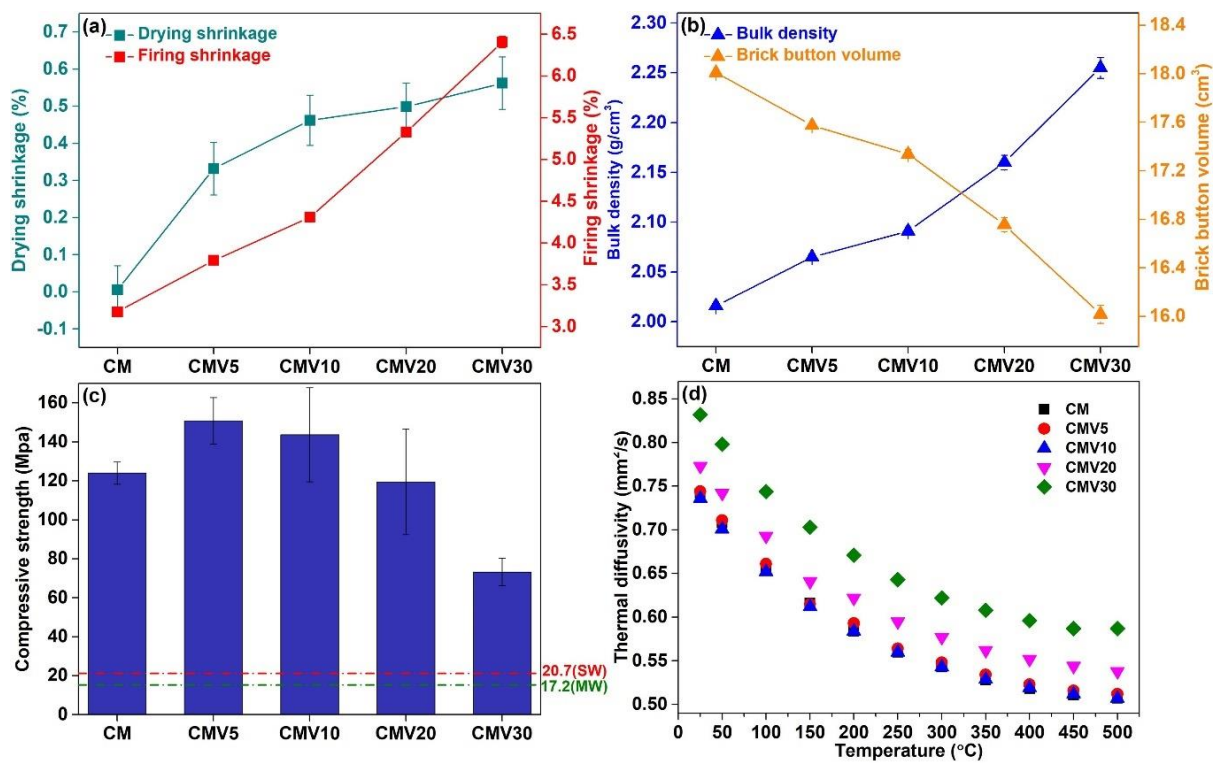 (a)
Drying shrinkage
Firing shrinkage
Drying shrinkage (%)
0.7
0.6
0.5
0.4
0.3
0.2
0.1
0.0
-0.1
6.5
6.0
5.5
5.0
4.5
4.0
3.5
3.0
Firing shrinkage (%)
CM CMV5 CMV10 CMV20 CMV30
(b)
Bulk density
Brick button volume
Bulk density (g/cm³)
2.30
2.25
2.20
2.15
2.10
2.05
2.00
18.4
18.0
17.6
17.2
16.8
16.4
16.0
Brick button volume (cm³)
CM CMV5 CMV10 CMV20 CMV30
(c)
Compressive strength (Mpa)
160
140
120
100
80
60
40
20
0
20.7(SW)
17.2(MW)
CM CMV5 CMV10 CMV20 CMV30
(d)
CM
CMV5
CMV10
CMV20
CMV30
Thermal diffusivity (mm²/s)
0.85
0.80
0.75
0.70
0.65
0.60
0.55
0.50
0 50 100 150 200 250 300 350 400 450 500
Temperature (°C)